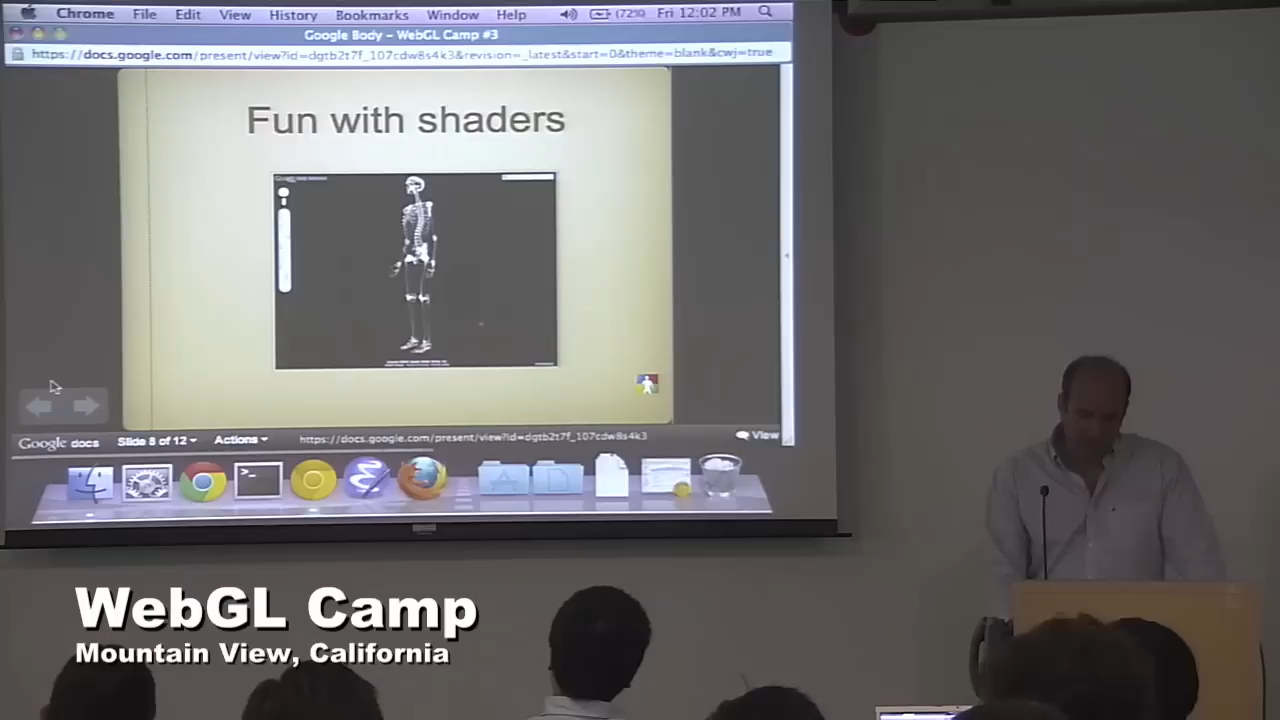 Chrome File Edit View History Bookmarks Window Help (72%) Fri 12:02 PM
Google Body – WebGL Camp #3
https://docs.google.com/present/view?id=dgtb2t7f_107cdw8s4k3&revision=_latest&start=0&theme=blank&cwj=true
Fun with shaders
Google docs Slide 8 of 12 Actions https://docs.google.com/present/view?id=dgtb2t7f_107cdw8s4k3 View
WebGL Camp
Mountain View, California